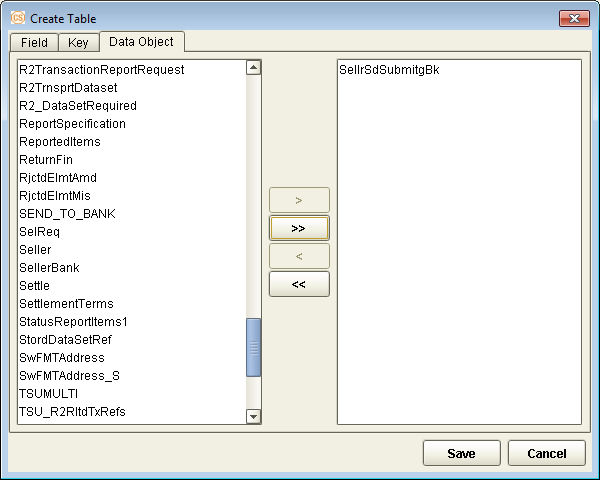 CS Create Table
Field Key Data Object
R2TransactionReportRequest
R2TrnsprtDataset
R2_DataSetRequired
ReportSpecification
ReportedItems
ReturnFin
RjctdElmtAmd
RjctdElmtMis
SEND_TO_BANK
SelReq
Seller
SellerBank
Settle
SettlementTerms
StatusReportItems1
StordDataSetRef
SwFMTAddress
SwFMTAddress_S
TSUMULTI
TSU_R2RltdTxRefs
>
>>
<
<<
SellrSdSubmitgBk
Save Cancel